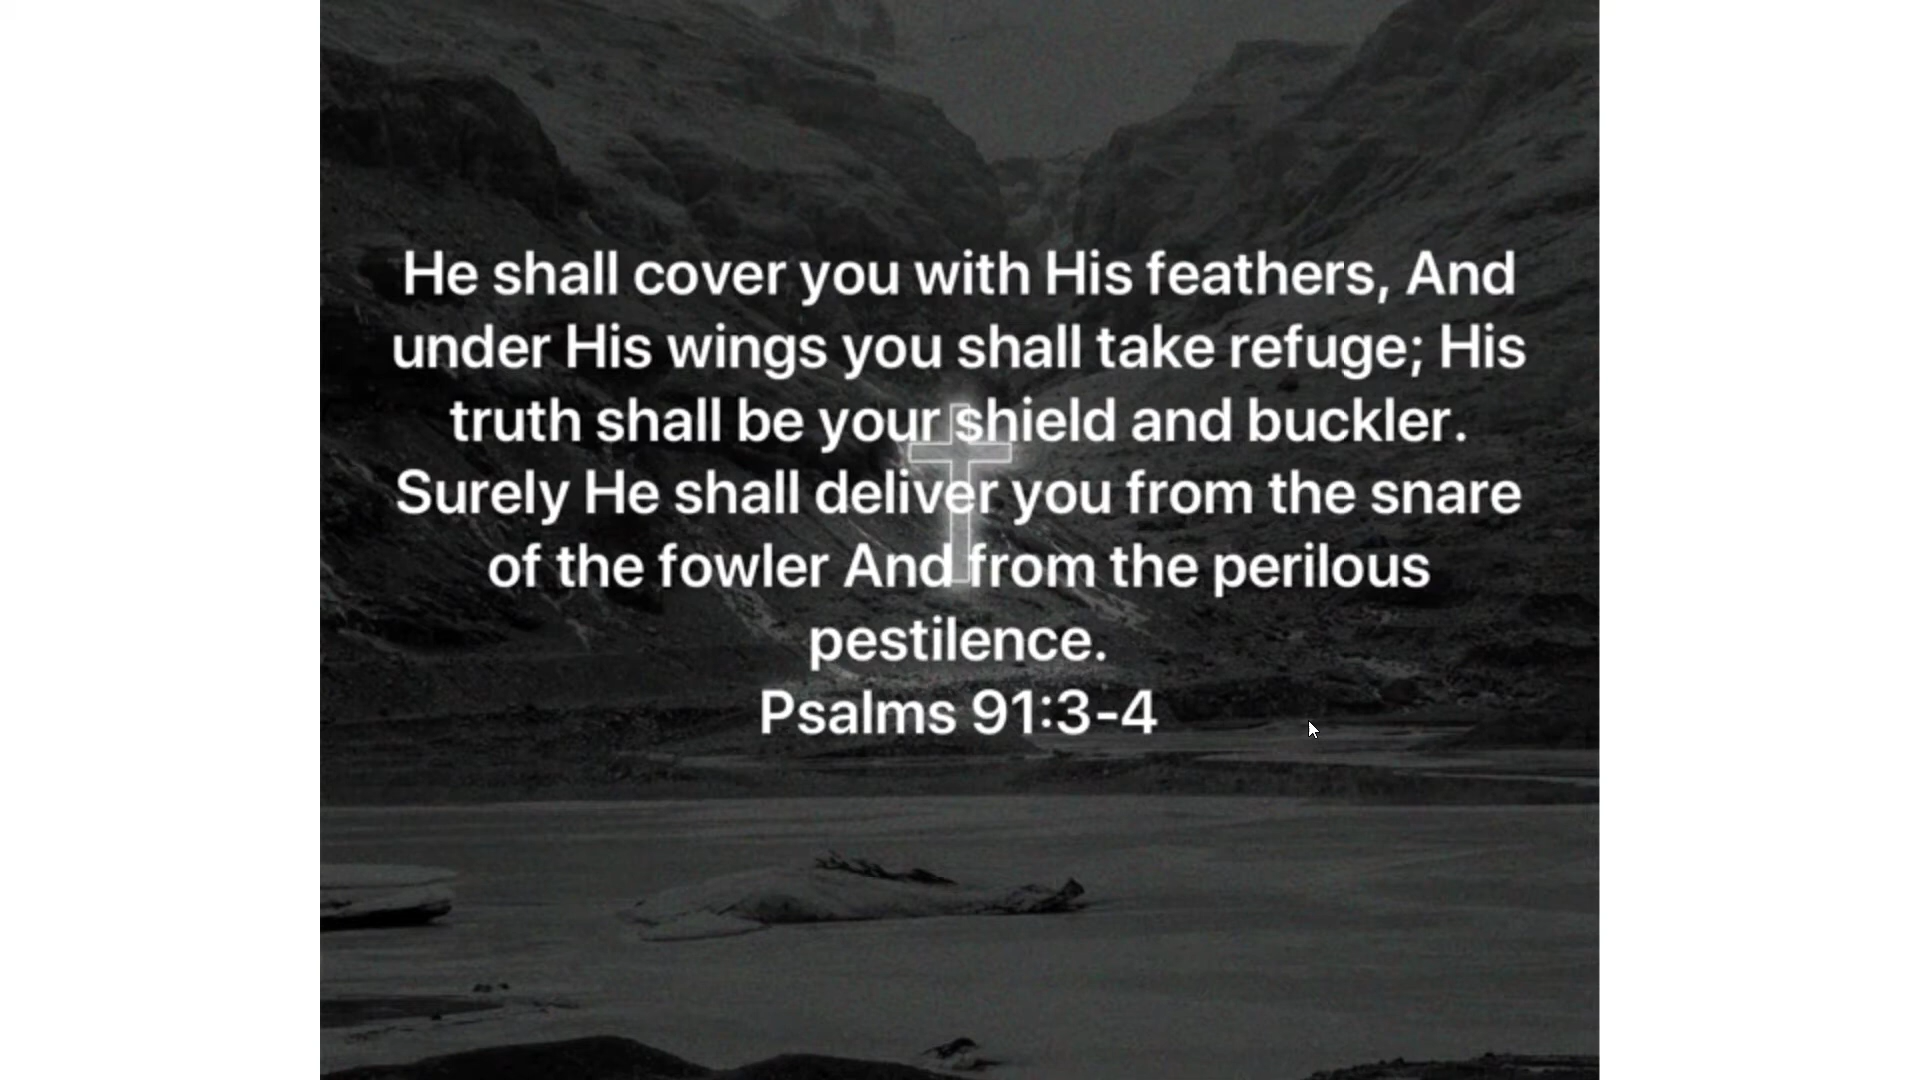 He shall cover you with His feathers, And
under His wings you shall take refuge; His
truth shall be your shield and buckler.
Surely He shall deliver you from the snare
of the fowler And from the perilous
pestilence.
Psalms 91:3-4